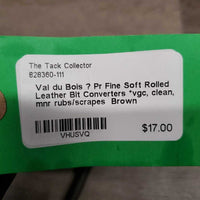 The Tack Collector
628360-111
Val du Bois ? Pr Fine Soft Rolled
Leather Bit Converters *vgc, clean,
mnr rubs/scrapes Brown
VHUSVQ
$17.00